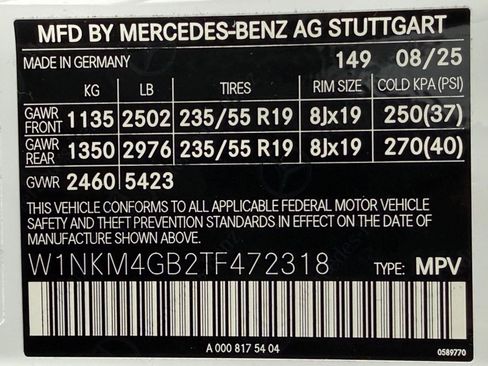 MFD BY MERCEDES-BENZ AG STUTTGART
MADE IN GERMANY 149 08/25
KG LB TIRES RIM SIZE COLD KPA (PSI)
GAWR FRONT 1135 2502 235/55 R19 8Jx19 250(37)
GAWR REAR 1350 2976 235/55 R19 8Jx19 270(40)
GVWR 2460 5423
THIS VEHICLE CONFORMS TO ALL APPLICABLE FEDERAL MOTOR VEHICLE
SAFETY AND THEFT PREVENTION STANDARDS IN EFFECT ON THE DATE OF
MANUFACTURE SHOWN ABOVE.
W1NKM4GB2TF472318 TYPE: MPV
A 000 817 54 04
0589770